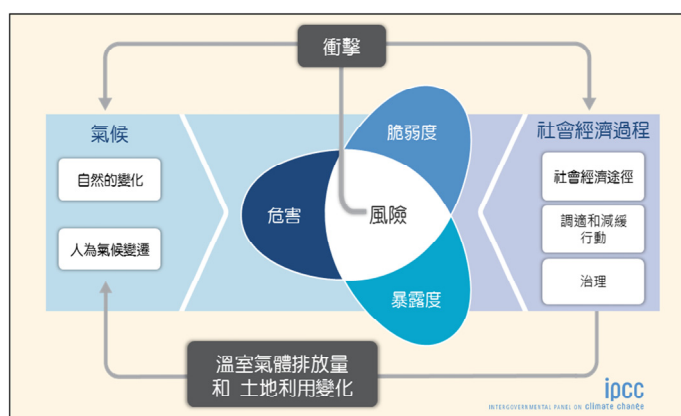 衝擊
氣候
自然的變化
人為氣候變遷
脆弱度
危害
風險
暴露度
社會經濟過程
社會經濟途徑
調適和減緩
行動
治理
溫室氣體排放量
和 土地利用變化
ipcc
INTERGOVERNMENTAL PANEL ON climate change